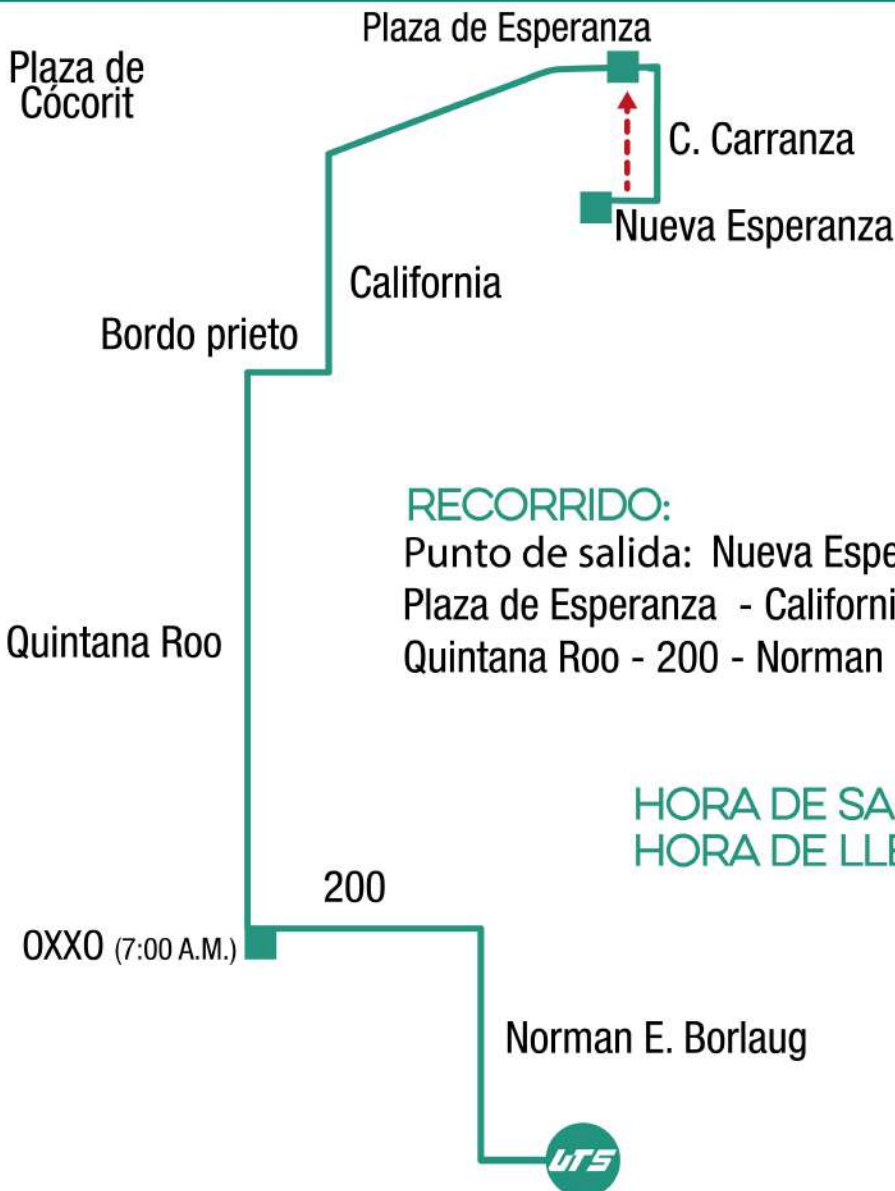 Plaza de Esperanza
Plaza de
Cócorit
C. Carranza
Nueva Esperanza
California
Bordo prieto
RECORRIDO:
Punto de salida: Nueva Espe
Plaza de Esperanza - Californi
Quintana Roo
Quintana Roo - 200 - Norman
HORA DE SA
HORA DE LLE
200
OXXO (7:00 A.M.)
Norman E. Borlaug
UTS